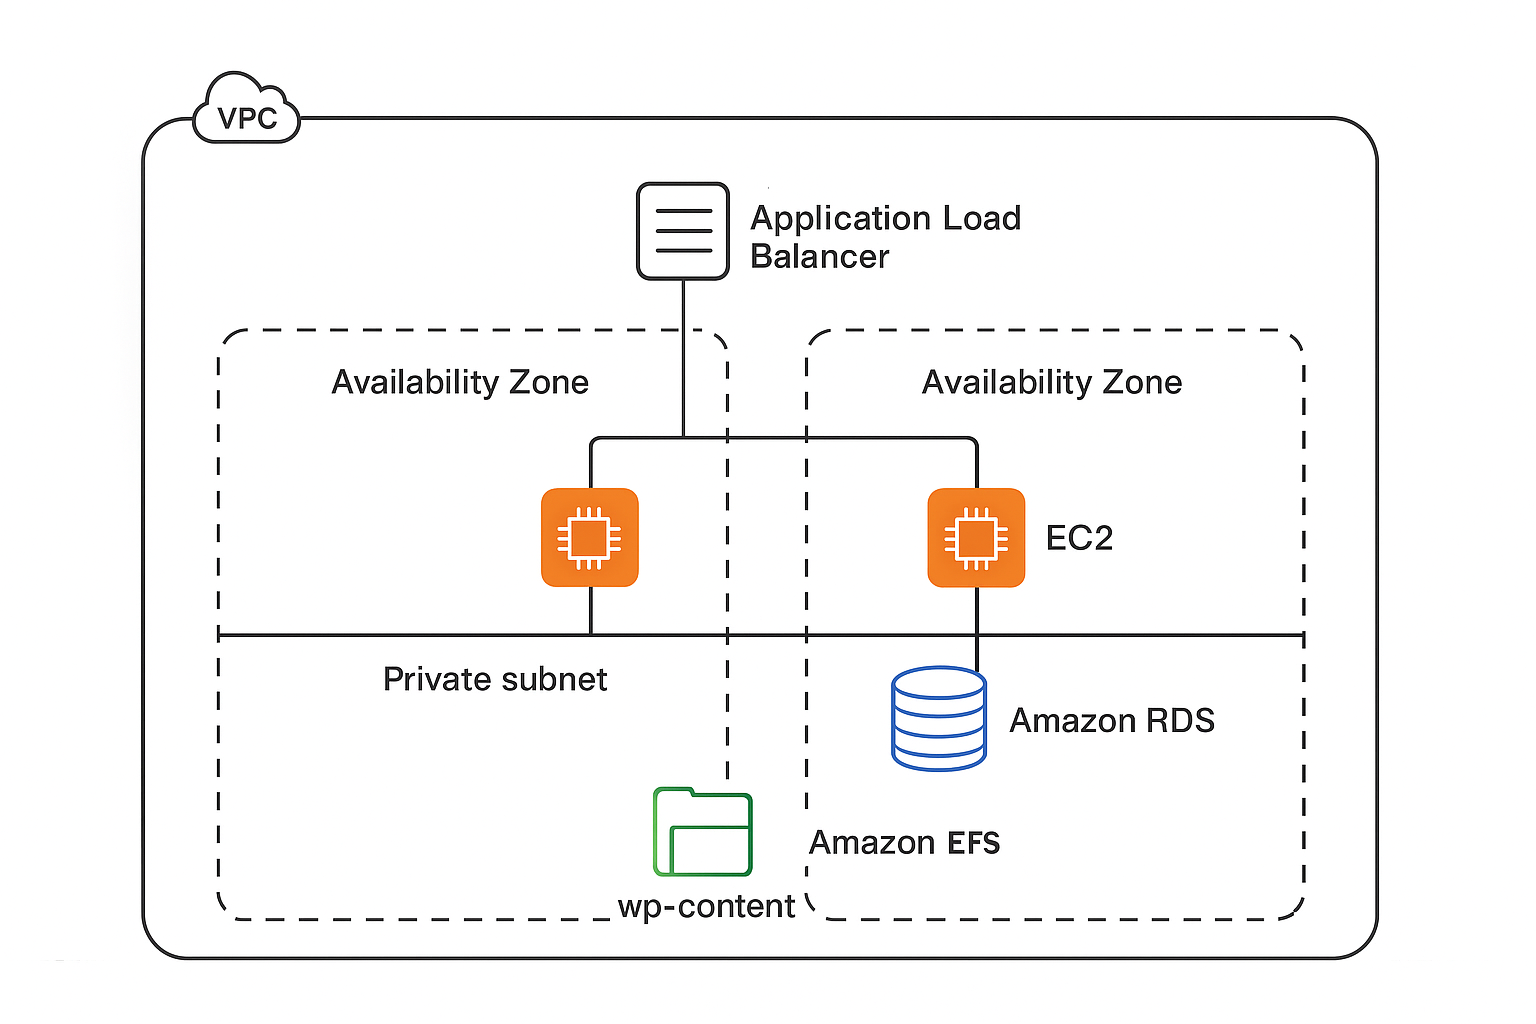 VPC
Application Load
Balancer
Availability Zone
Availability Zone
EC2
Private subnet
Amazon RDS
Amazon EFS
wp-content